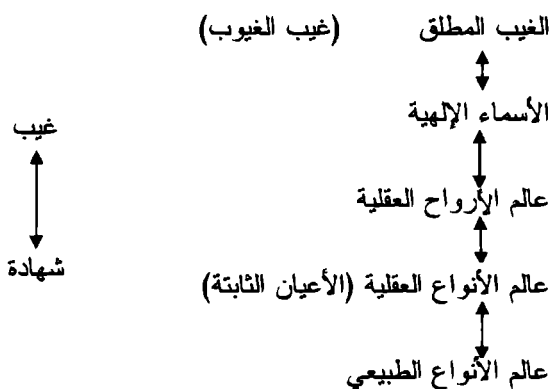 الغيب المطلق (غيب الغيوب)
الأسماء الإلهية
عالم الأرواح العقلية
عالم الأنواع العقلية (الأعيان الثابتة)
عالم الأنواع الطبيعي
غيب
شهادة